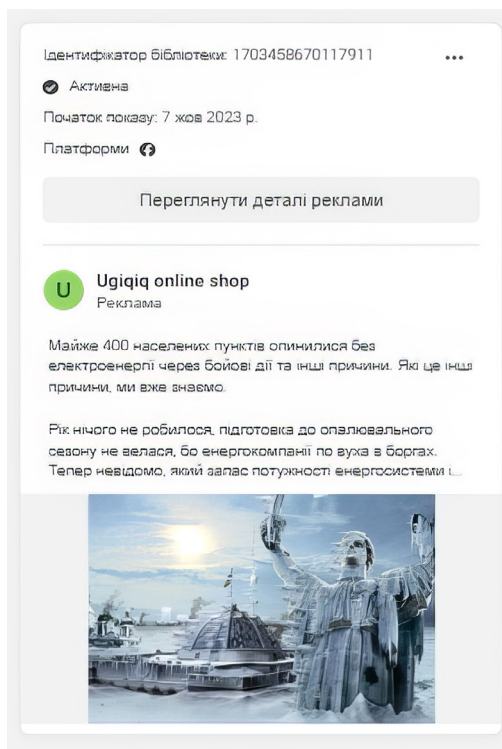 Ідентифікатор бібліотеки: 1703458670117911
Активна
Початок показу: 7 жов 2023 р.
Платформи
Переглянути деталі реклами
U
Ugiqiq online shop
Реклама
Майже 400 населених пунктів опинилися без
електроенергії через бойові дії та інші причини. Які це інші
причини, ми вже знаємо.
Рік нічого не робилося, підготовка до опалювального
сезону не велася, бо енергокомпанії по вуха в боргах.
Тепер невідомо, який запас потужності енергосистеми і...